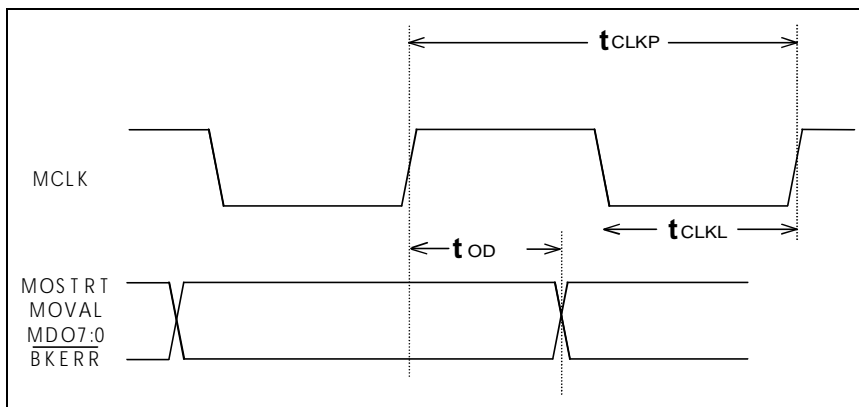 tCLKP
MCLK
tCLKL
tOD
MOSTRT
MOVAL
MDO7:0
BKERR